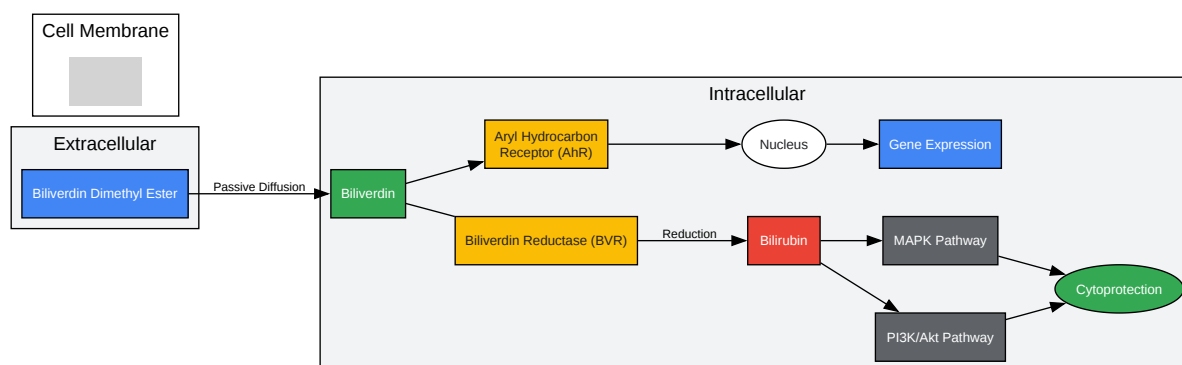 Cell Membrane
Extracellular
Biliverdin Dimethyl Ester
Passive Diffusion
Intracellular
Biliverdin
Aryl Hydrocarbon
Receptor (AhR)
Nucleus
Gene Expression
Biliverdin Reductase (BVR)
Reduction
Bilirubin
MAPK Pathway
PI3K/Akt Pathway
Cytoprotection